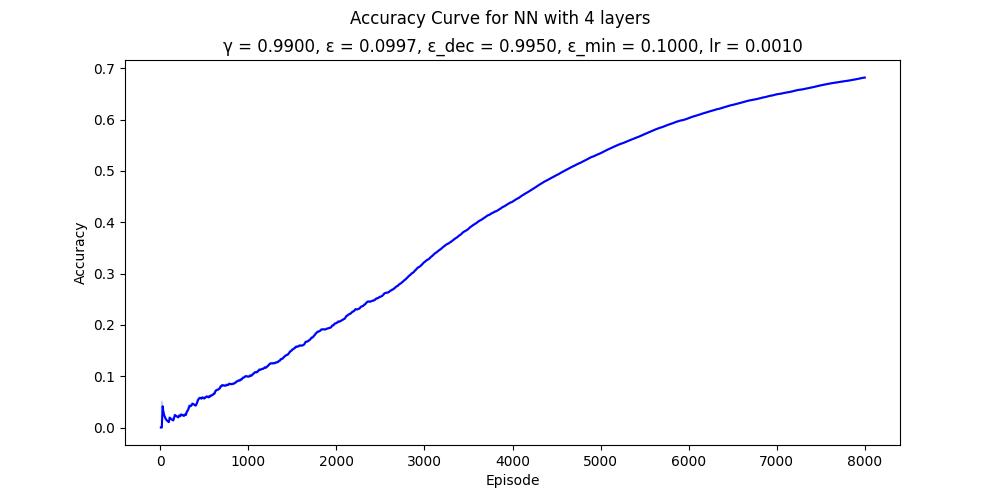 Accuracy Curve for NN with 4 layers
γ = 0.9900, ε = 0.0997, ε_dec = 0.9950, ε_min = 0.1000, lr = 0.0010
0.7
0.6
0.5
0.4
0.3
0.2
0.1
0.0
Accuracy
0 1000 2000 3000 4000 5000 6000 7000 8000
Episode